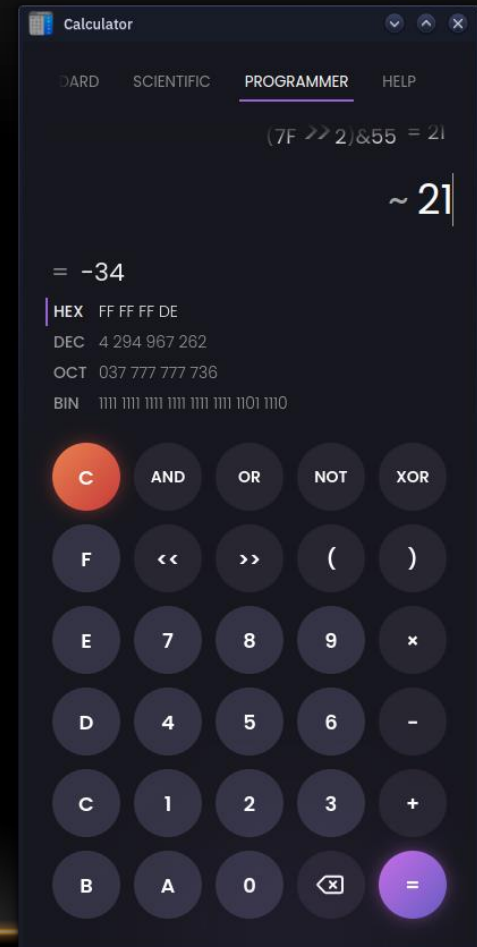 Calculator
DARD SCIENTIFIC PROGRAMMER HELP
(7F >> 2)&55 = 21
~ 21
= -34
HEX FF FF FF DE
DEC 4 294 967 262
OCT 037 777 777 736
BIN 1111 1111 1111 1111 1111 1111 1101 1110
C AND OR NOT XOR
F << >> ( )
E 7 8 9 ×
D 4 5 6 -
C 1 2 3 +
B A 0 =